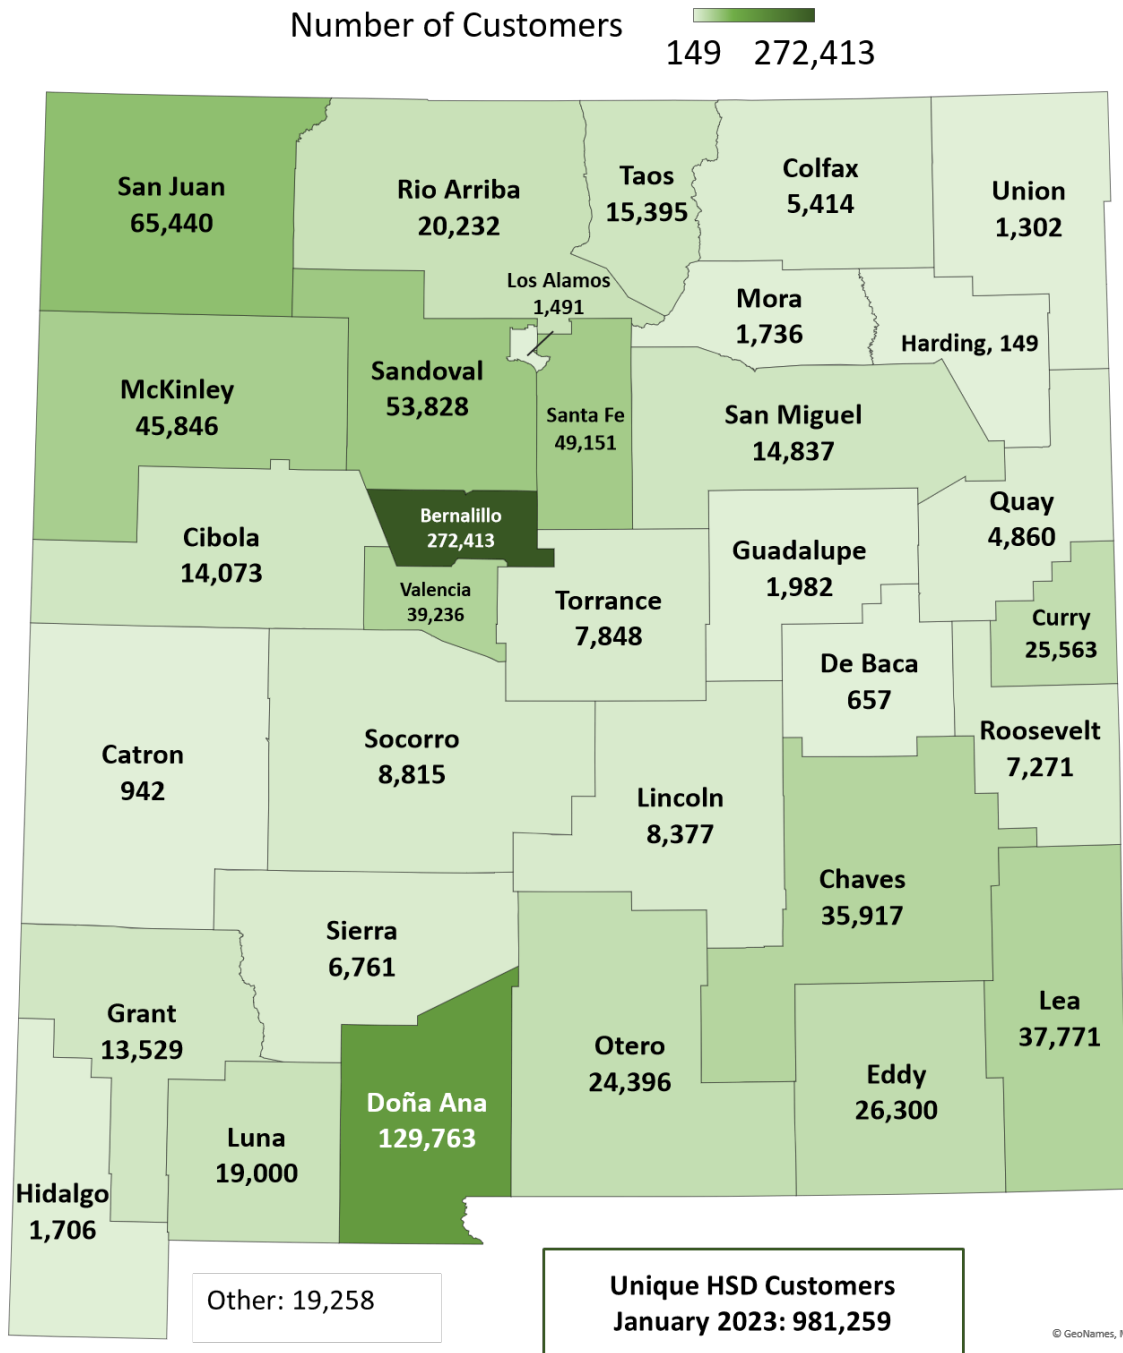 Number of Customers
149 272,413
San Juan
65,440
Rio Arriba
20,232
Taos
15,395
Colfax
5,414
Union
1,302
Los Alamos
1,491
Mora
1,736
Harding, 149
McKinley
45,846
Sandoval
53,828
Santa Fe
49,151
San Miguel
14,837
Quay
4,860
Bernalillo
272,413
Cibola
14,073
Guadalupe
1,982
Valencia
39,236
Torrance
7,848
Curry
25,563
De Baca
657
Roosevelt
7,271
Catron
942
Socorro
8,815
Lincoln
8,377
Chaves
35,917
Sierra
6,761
Grant
13,529
Lea
37,771
Otero
24,396
Eddy
26,300
Doña Ana
129,763
Luna
19,000
Hidalgo
1,706
Other: 19,258
Unique HSD Customers
January 2023: 981,259
© GeoNames,